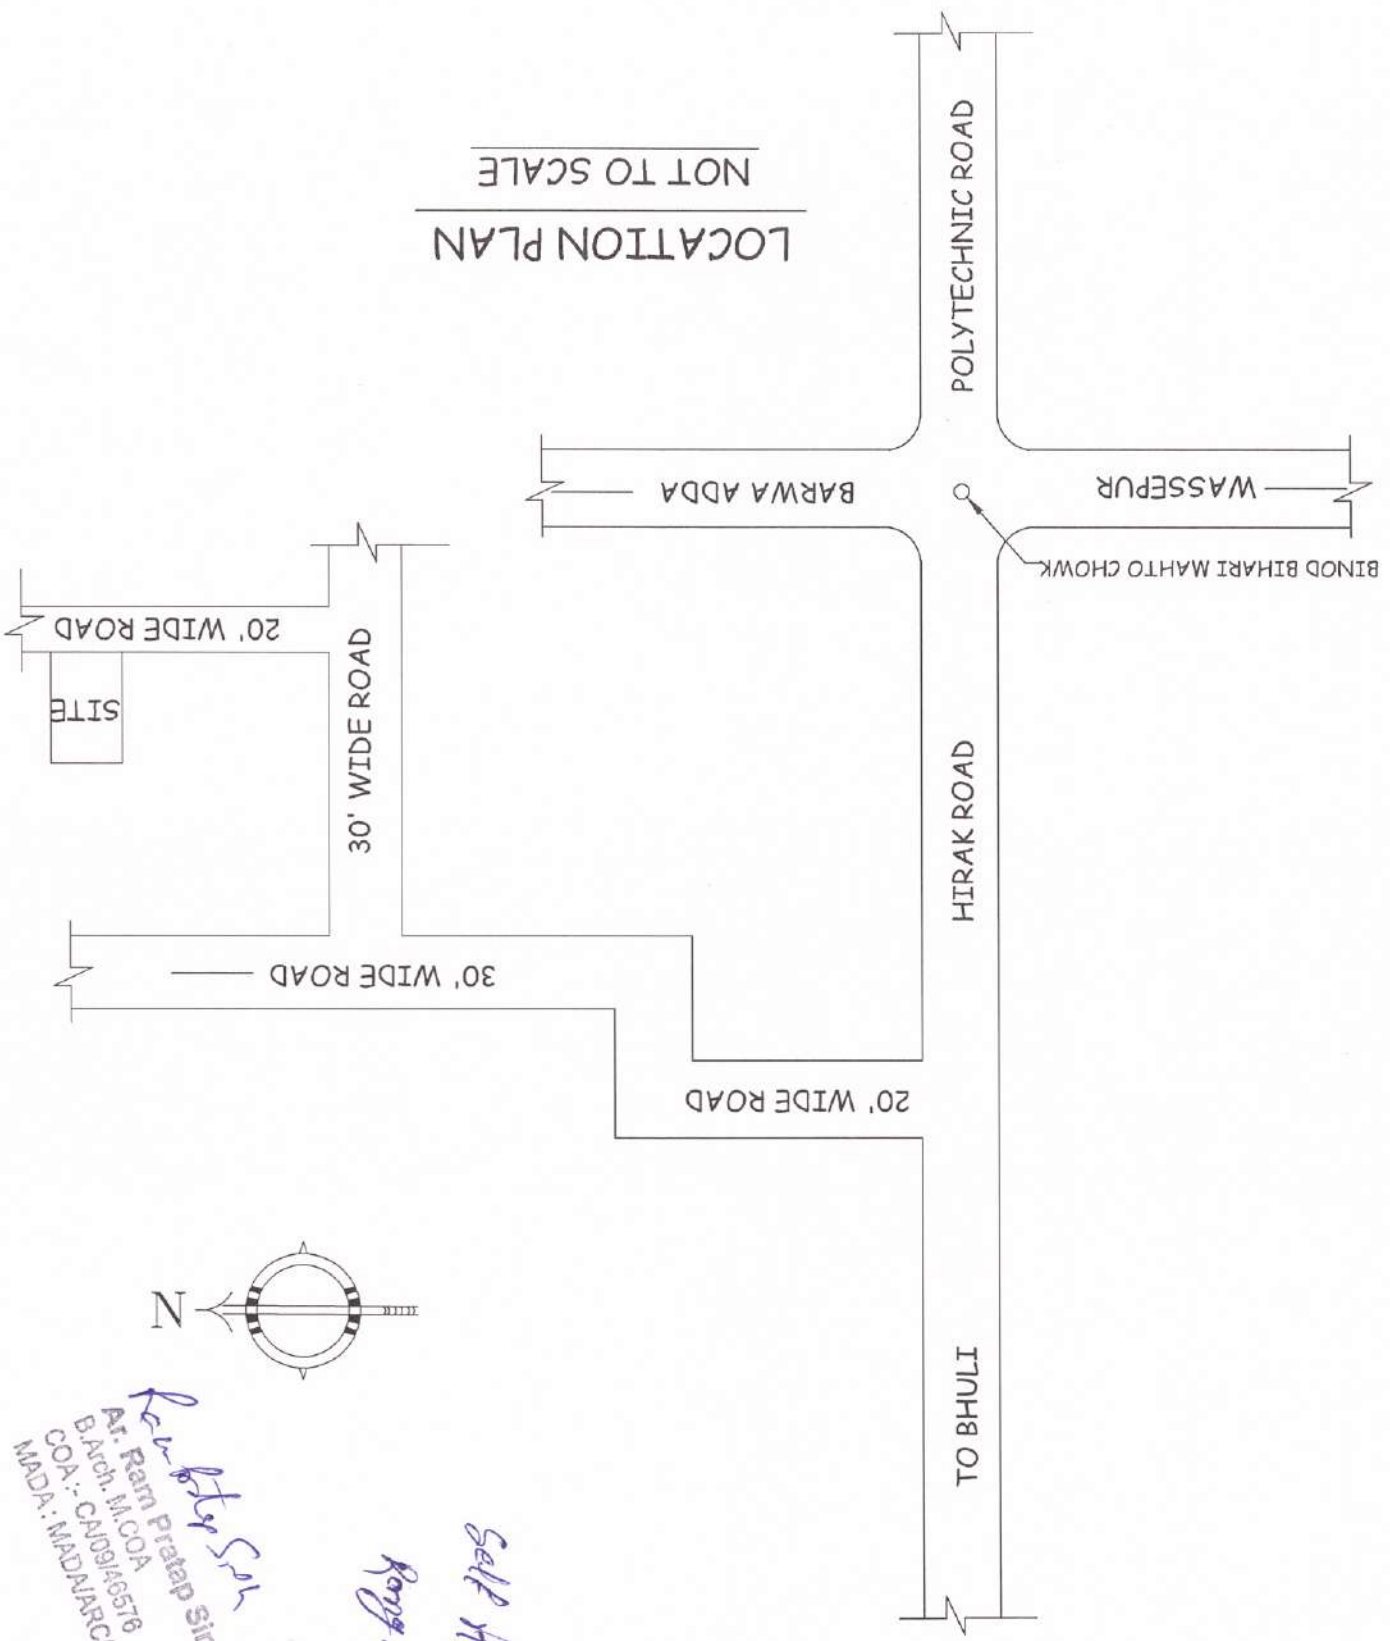 LOCATION PLAN
NOT TO SCALE
POLYTECHNIC ROAD
BARWA ADDA
WASSEPUR
BINOD BIHARI MAHTO CHOWK
20' WIDE ROAD
SITE
30' WIDE ROAD
HIRAK ROAD
30' WIDE ROAD
20' WIDE ROAD
TO BHULI
N
Ar. Ram Pratap
B.Arch. M.COA
COA :- CA/09/46576
Self